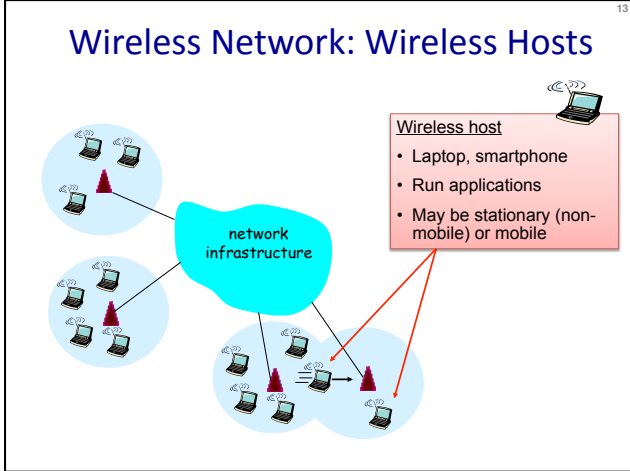 13
Wireless Network: Wireless Hosts
Wireless host
• Laptop, smartphone
• Run applications
• May be stationary (non-
mobile) or mobile
network
infrastructure